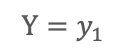 Y = y₁